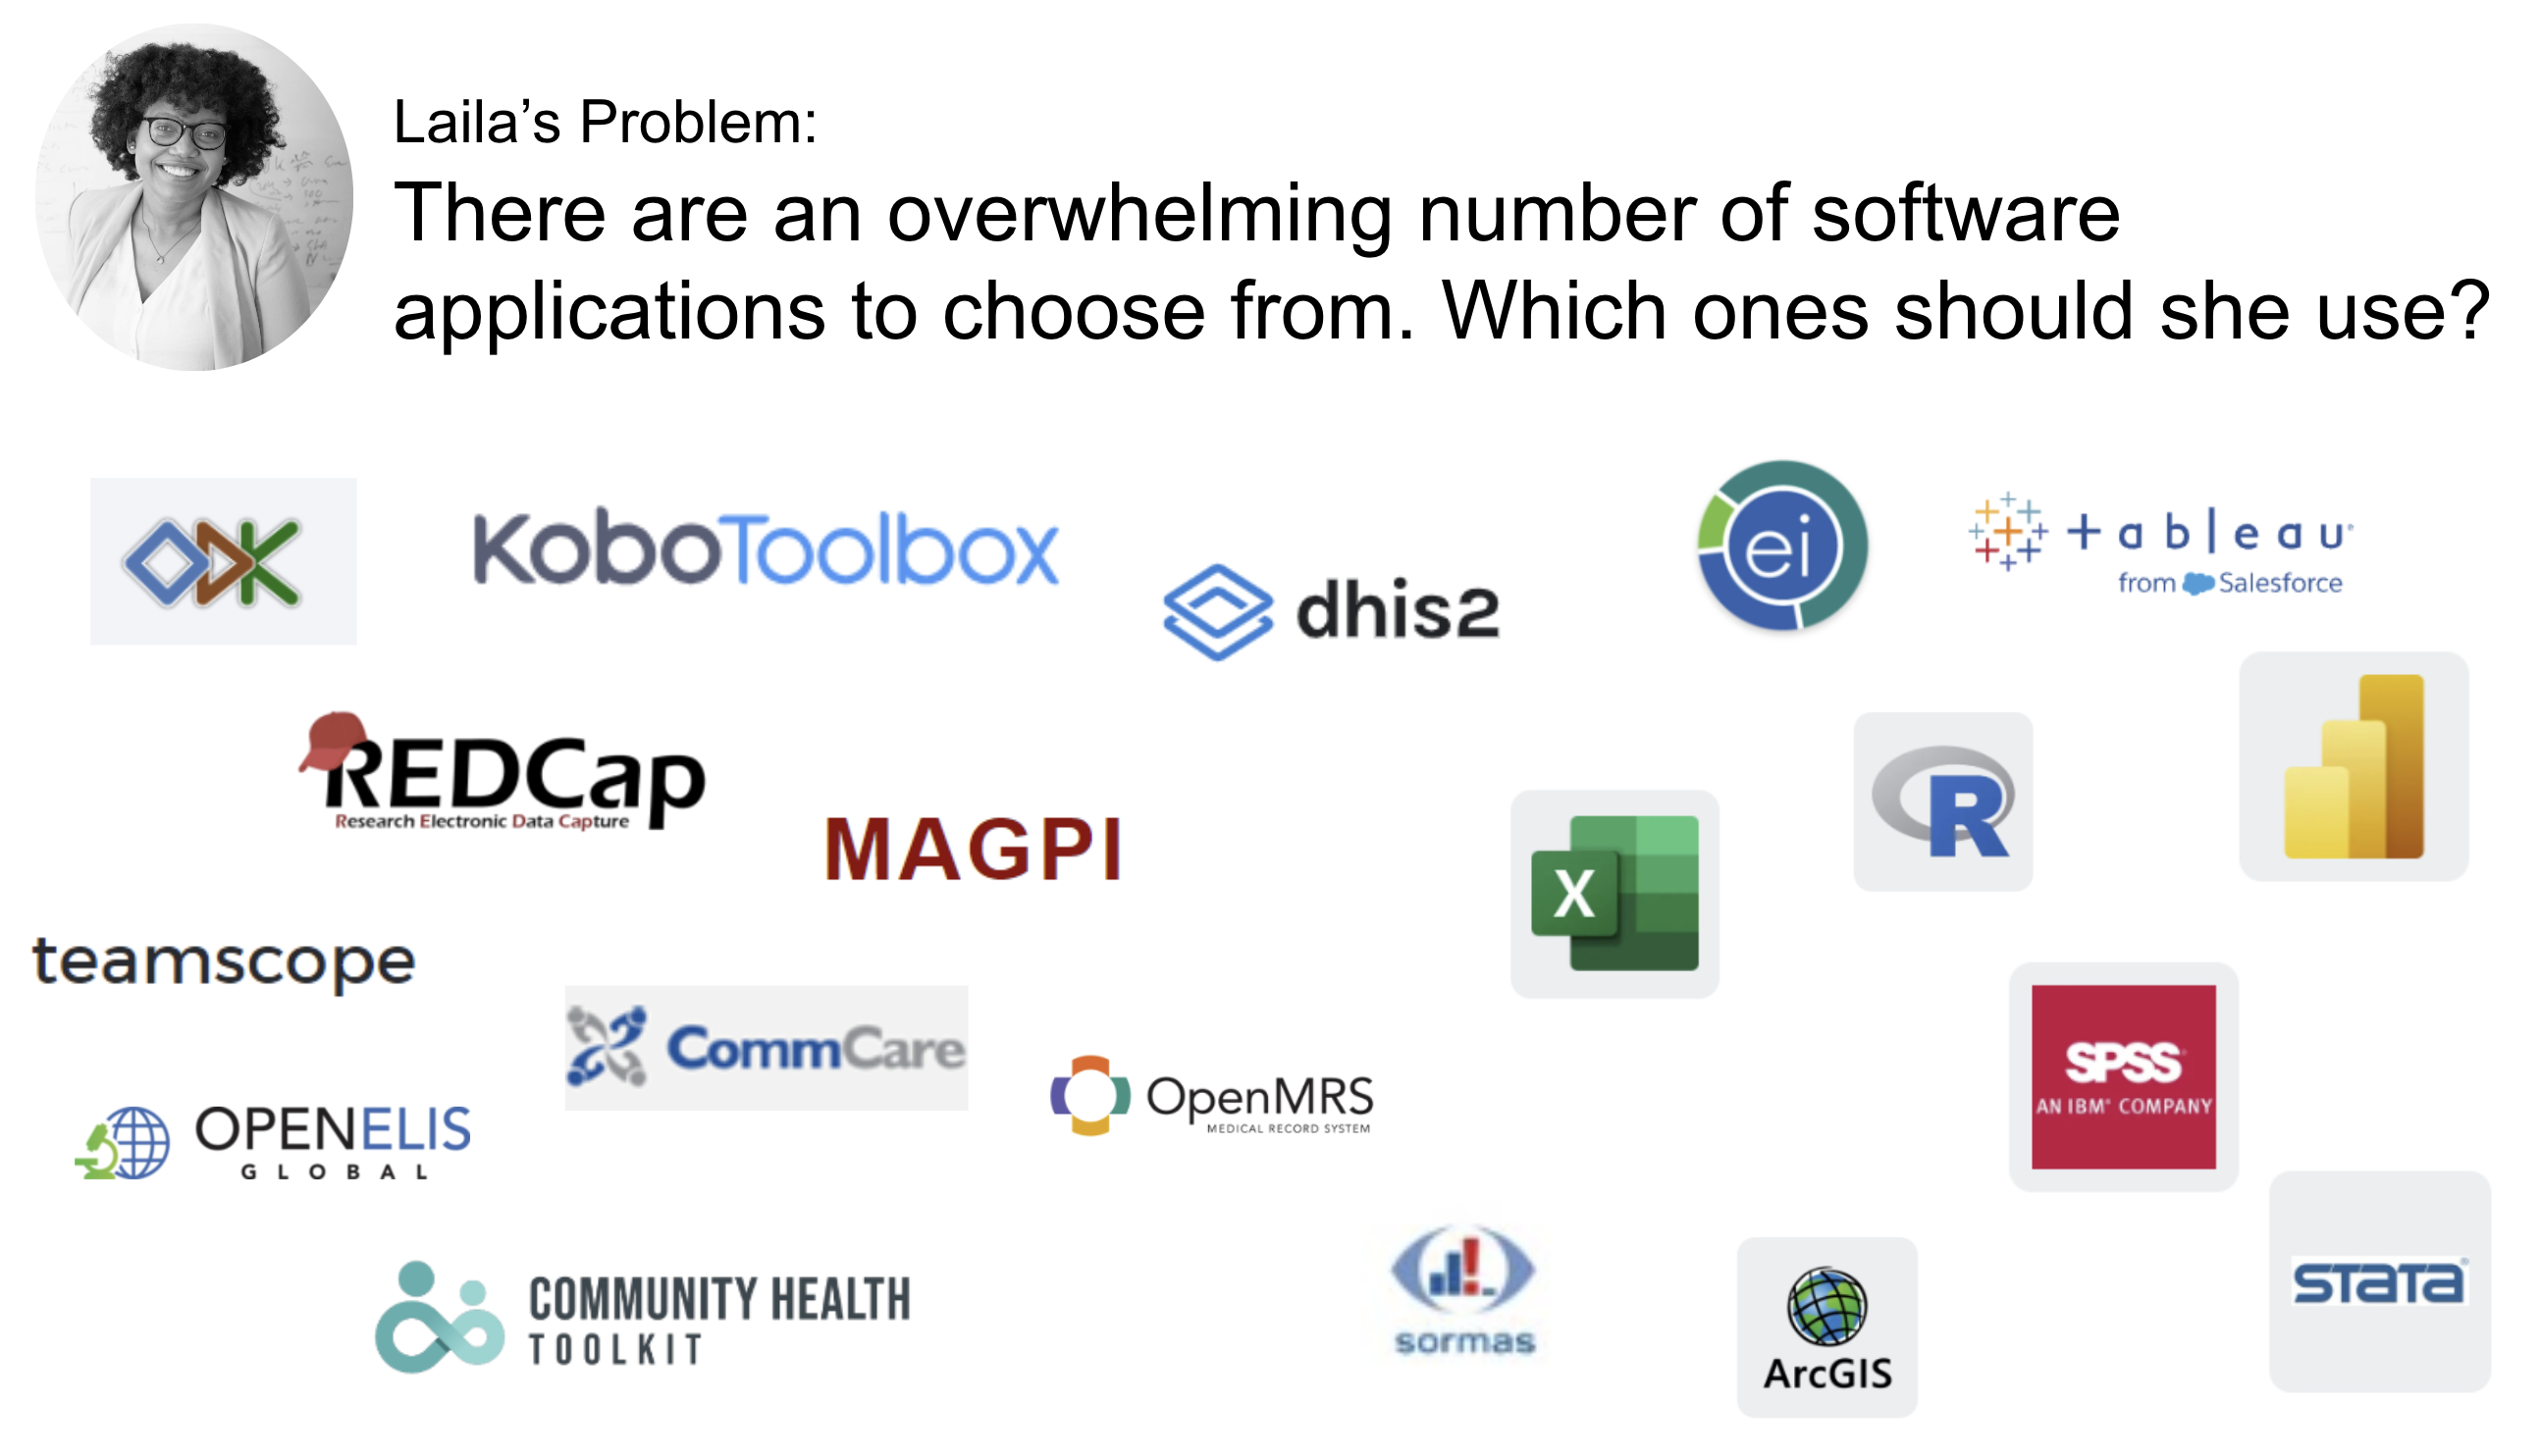 Laila’s Problem:
There are an overwhelming number of software
applications to choose from. Which ones should she use?
ODK
KoboToolbox
dhis2
ei
+ableau
from Salesforce
REDCap
Research Electronic Data Capture
MAGPI
X
R
teamscope
CommCare
OpenMRS
MEDICAL RECORD SYSTEM
SPSS
AN IBM® COMPANY
OPENELIS
GLOBAL
COMMUNITY HEALTH
TOOLKIT
sormas
ArcGIS
STaTa®